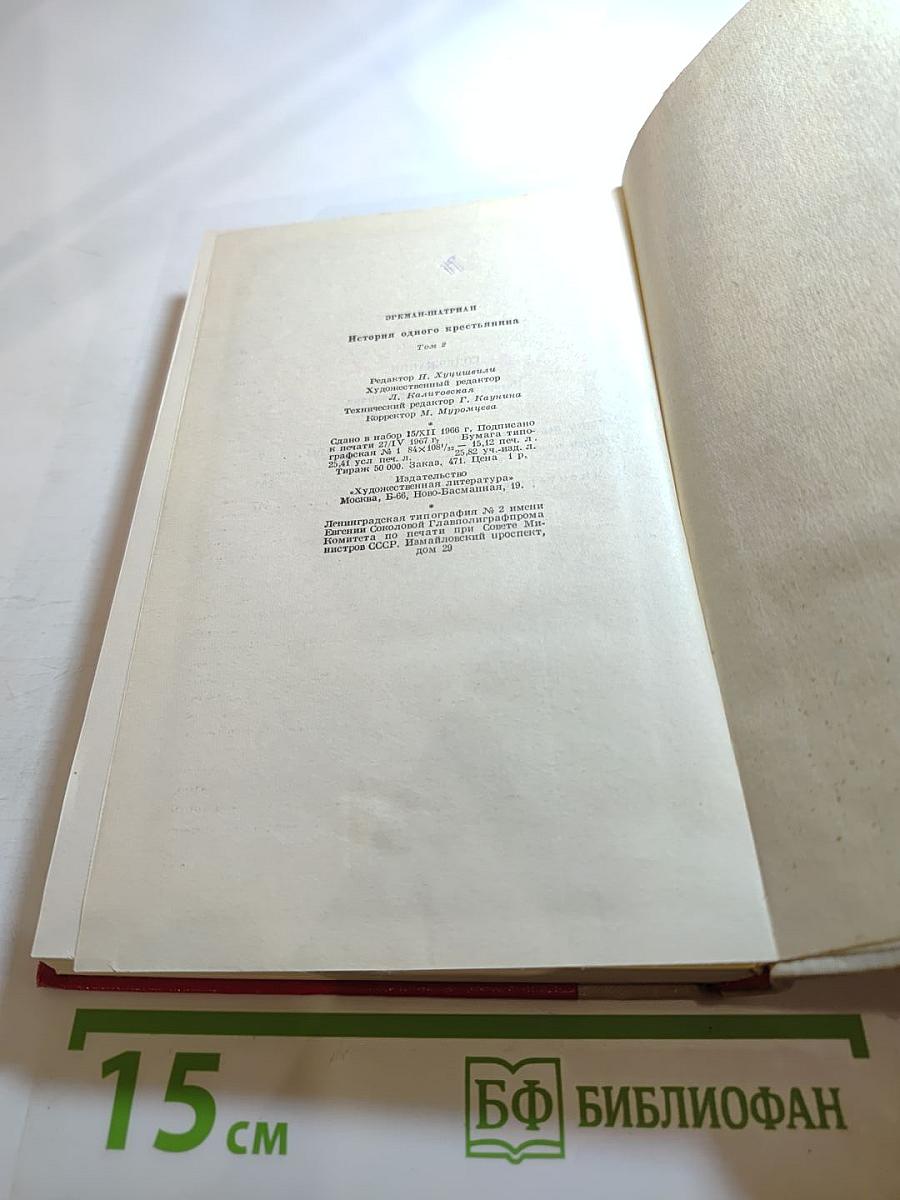 ЭРКМАН-ШАТРИАН
История одного крестьянина
Том 2
Редактор Н. Хуцишвили
Художественный редактор
Л. Калитовская
Технический редактор Г. Каунина
Корректор М. Муромцева
*
Сдано в набор 15/XII 1966 г. Подписано
к печати 27/IV 1967 г. Бумага типо-
графская № 1 84×108¹/₃₂ — 15,12 печ. л.
25,41 усл печ. л. 25,82 уч.-изд. л.
Тираж 50 000. Заказ. 471. Цена 1 р.
Издательство
«Художественная литература»
Москва, Б-66, Ново-Басманная, 19.
*
Ленинградская типография № 2 имени
Евгении Соколовой Главполиграфпрома
Комитета по печати при Совете Ми-
нистров СССР. Измайловский проспект,
дом 29
15 см
БФ БИБЛИОФАН